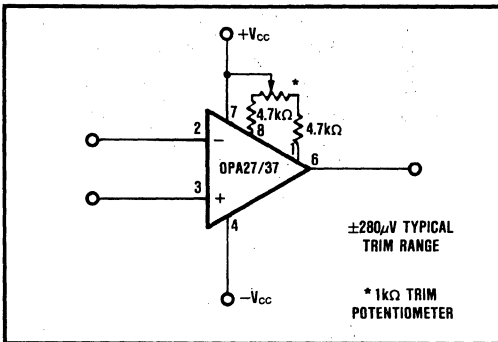 +Vcc
*
7
4.7kΩ
8
4.7kΩ
1
2
−
OPA27/37
6
3
+
4
±280μV TYPICAL
TRIM RANGE
−Vcc
* 1kΩ TRIM
POTENTIOMETER